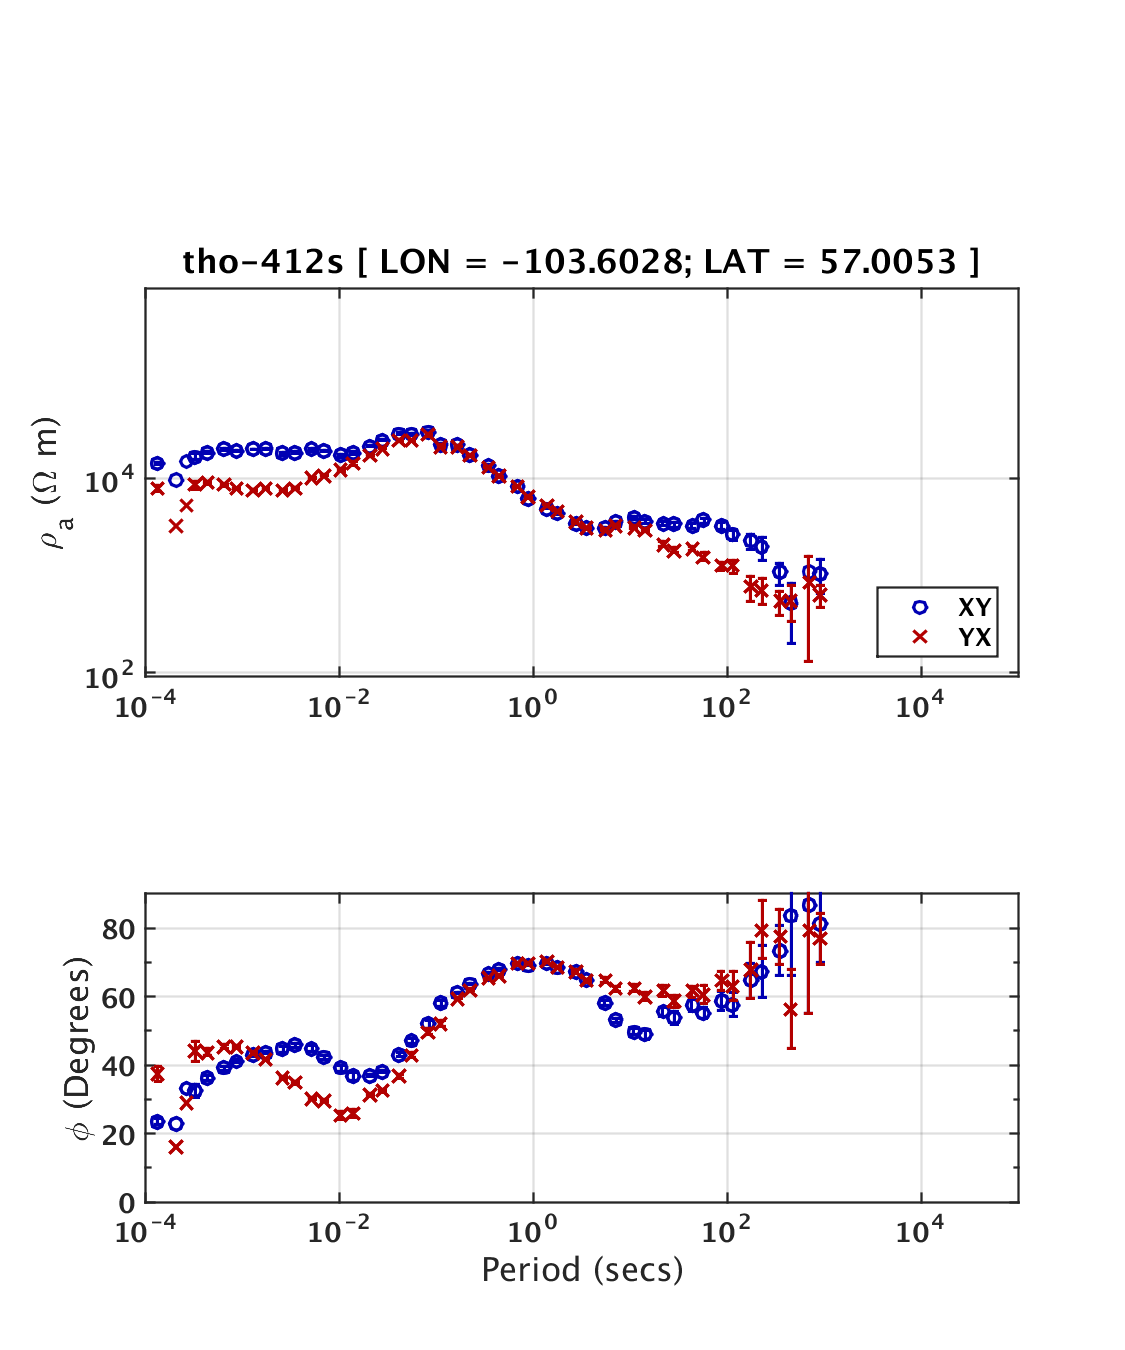 tho-412s [ LON = -103.6028; LAT = 57.0053 ]
ρa (Ω m)
10^4
10^2
XY
YX
10^-4 10^-2 10^0 10^2 10^4
ϕ (Degrees)
80
60
40
20
0
10^-4 10^-2 10^0 10^2 10^4
Period (secs)